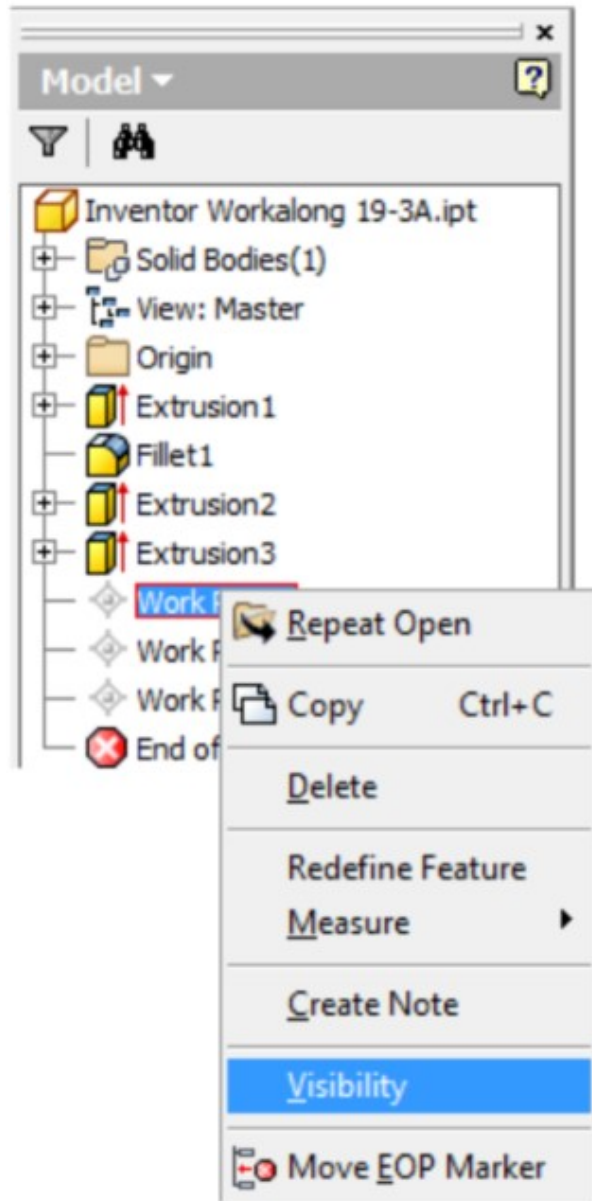 Model
?
Inventor Workalong 19-3A.ipt
Solid Bodies(1)
View: Master
Origin
Extrusion1
Fillet1
Extrusion2
Extrusion3
Work
Work
Work
End of
Repeat Open
Copy Ctrl+C
Delete
Redefine Feature
Measure
Create Note
Visibility
Move EOP Marker